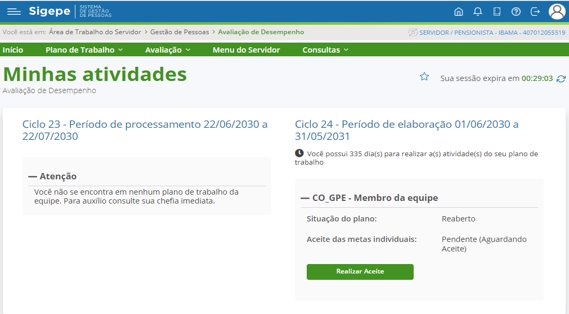 Sigepe SISTEMA DE GESTÃO DE PESSOAS
Você está em: Área de Trabalho do Servidor > Gestão de Pessoas > Avaliação de Desempenho
SERVIDOR / PENSIONISTA - IBAMA - 407012055519
Início Plano de Trabalho Avaliação Menu do Servidor Consultas
Minhas atividades
Avaliação de Desempenho
Sua sessão expira em 00:29:03
Ciclo 23 - Período de processamento 22/06/2030 a
22/07/2030
Atenção
Você não se encontra em nenhum plano de trabalho da
equipe. Para auxílio consulte sua chefia imediata.
Ciclo 24 - Período de elaboração 01/06/2030 a
31/05/2031
Você possui 335 dia(s) para realizar a(s) atividade(s) do seu plano de
trabalho
CO_GPE - Membro da equipe
Situação do plano: Reaberto
Aceite das metas individuais: Pendente (Aguardando
Aceite)
Realizar Aceite